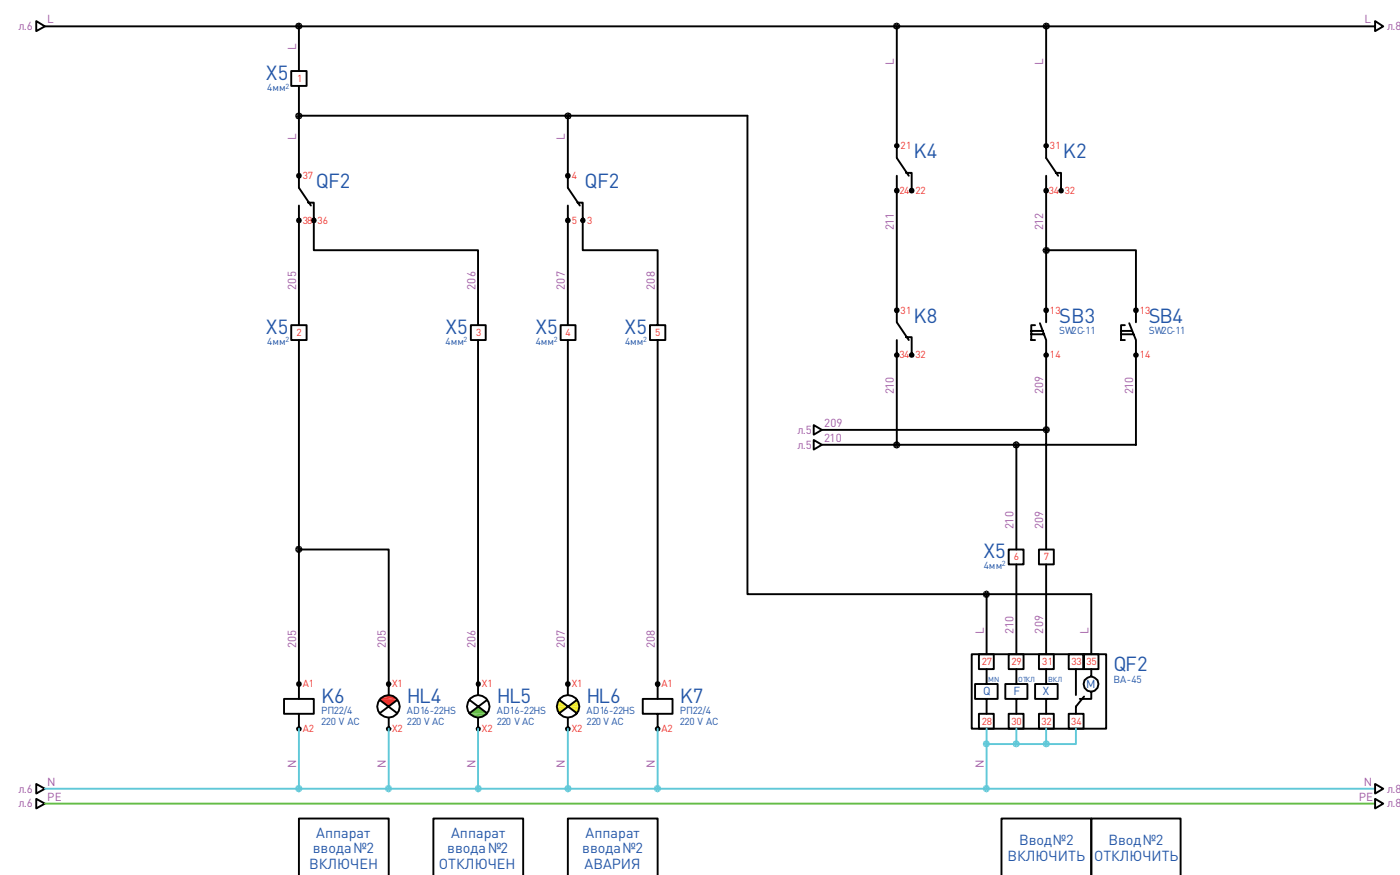 л.6
L
L
л.8
L
L
L
X5
4мм²
1
L
L
37
QF2
38
36
4
QF2
5
3
21
K4
24
22
31
K2
34
32
205
206
207
208
211
212
X5
4мм²
2
X5
4мм²
3
X5
4мм²
4
X5
4мм²
5
31
K8
34
32
13
SB3
SW2C-11
14
13
SB4
SW2C-11
14
210
209
210
л.5
209
л.5
210
210
209
X5
4мм²
6
7
205
205
206
207
208
L
210
209
L
A1
K6
РП22/4
220 V AC
A2
X1
HL4
AD16-22HS
220 V AC
X2
X1
HL5
AD16-22HS
220 V AC
X2
X1
HL6
AD16-22HS
220 V AC
X2
A1
K7
РП22/4
220 V AC
A2
27
29
31
33
35
QF2
ВА-45
MN
ОТКЛ
ВКЛ
Q
F
X
M
28
30
32
34
N
N
N
N
N
N
л.6
N
N
л.8
л.6
PE
PE
л.8
Аппарат
ввода №2
ВКЛЮЧЕН
Аппарат
ввода №2
ОТКЛЮЧЕН
Аппарат
ввода №2
АВАРИЯ
Ввод №2
ВКЛЮЧИТЬ
Ввод №2
ОТКЛЮЧИТЬ